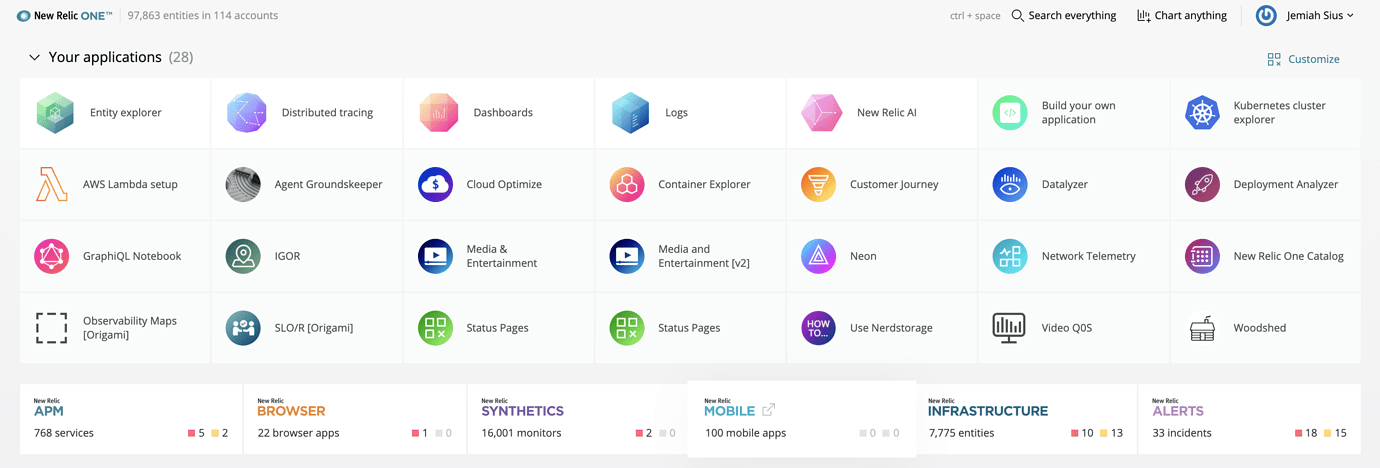 New Relic ONE™ 97,863 entities in 114 accounts ctrl + space Search everything Chart anything Jemiah Sius
Your applications (28) Customize
Entity explorer
Distributed tracing
Dashboards
Logs
New Relic AI
Build your own
application
Kubernetes cluster
explorer
AWS Lambda setup
Agent Groundskeeper
Cloud Optimize
Container Explorer
Customer Journey
Datalyzer
Deployment Analyzer
GraphiQL Notebook
IGOR
Media &
Entertainment
Media and
Entertainment [v2]
Neon
Network Telemetry
New Relic One Catalog
Observability Maps
[Origami]
SLO/R [Origami]
Status Pages
Status Pages
HOW
TO...
Use Nerdstorage
Video Q0S
Woodshed
New Relic
APM
768 services 5 2
New Relic
BROWSER
22 browser apps 1 0
New Relic
SYNTHETICS
16,001 monitors 2 0
New Relic
MOBILE
100 mobile apps 0 0
New Relic
INFRASTRUCTURE
7,775 entities 10 13
New Relic
ALERTS
33 incidents 18 15